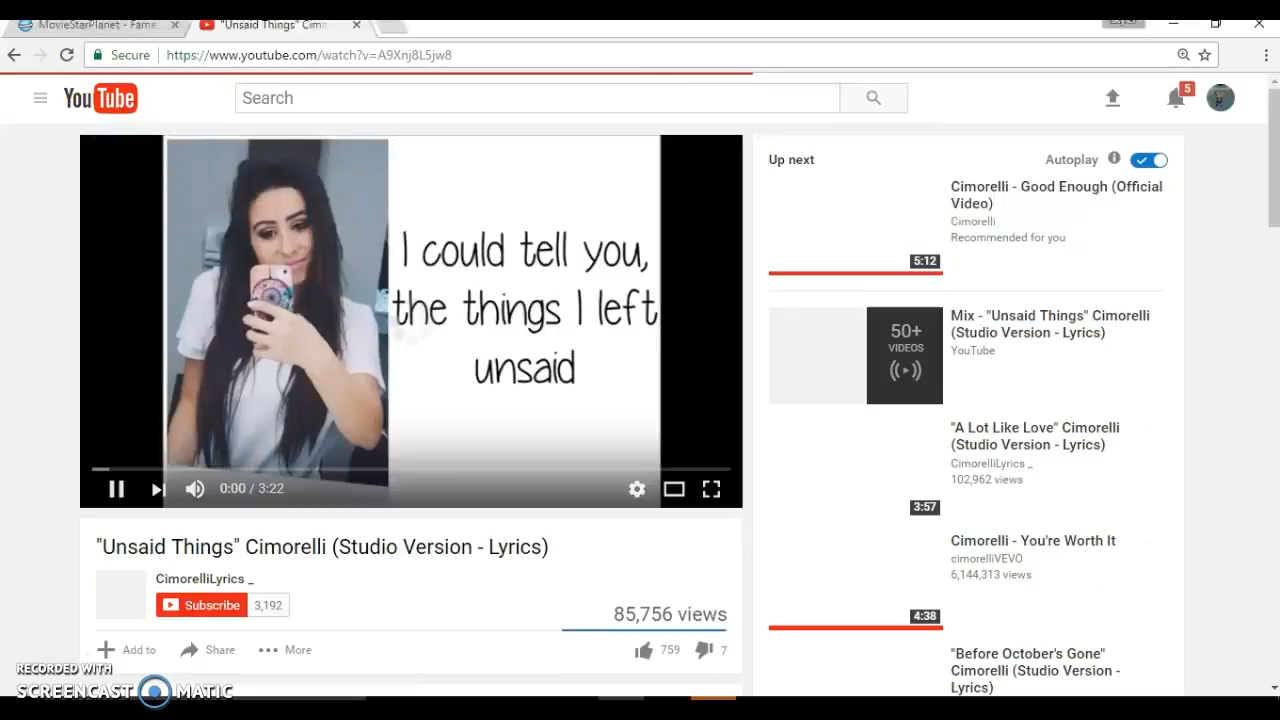 MovieStarPlanet - Fame
"Unsaid Things" Cim
Secure
https://www.youtube.com/watch?v=A9Xnj8L5jw8
YouTube
Search
5
I could tell you,
the things I left
unsaid
0:00 / 3:22
"Unsaid Things" Cimorelli (Studio Version - Lyrics)
CimorelliLyrics _
Subscribe 3,192
85,756 views
Add to Share More 759 7
Up next Autoplay
Cimorelli - Good Enough (Official
Video)
Cimorelli
Recommended for you
5:12
50+
VIDEOS
Mix - "Unsaid Things" Cimorelli
(Studio Version - Lyrics)
YouTube
"A Lot Like Love" Cimorelli
(Studio Version - Lyrics)
CimorelliLyrics _
102,962 views
3:57
Cimorelli - You're Worth It
cimorelliVEVO
6,144,313 views
4:38
"Before October's Gone"
Cimorelli (Studio Version -
Lyrics)
RECORDED WITH
SCREENCAST MATIC